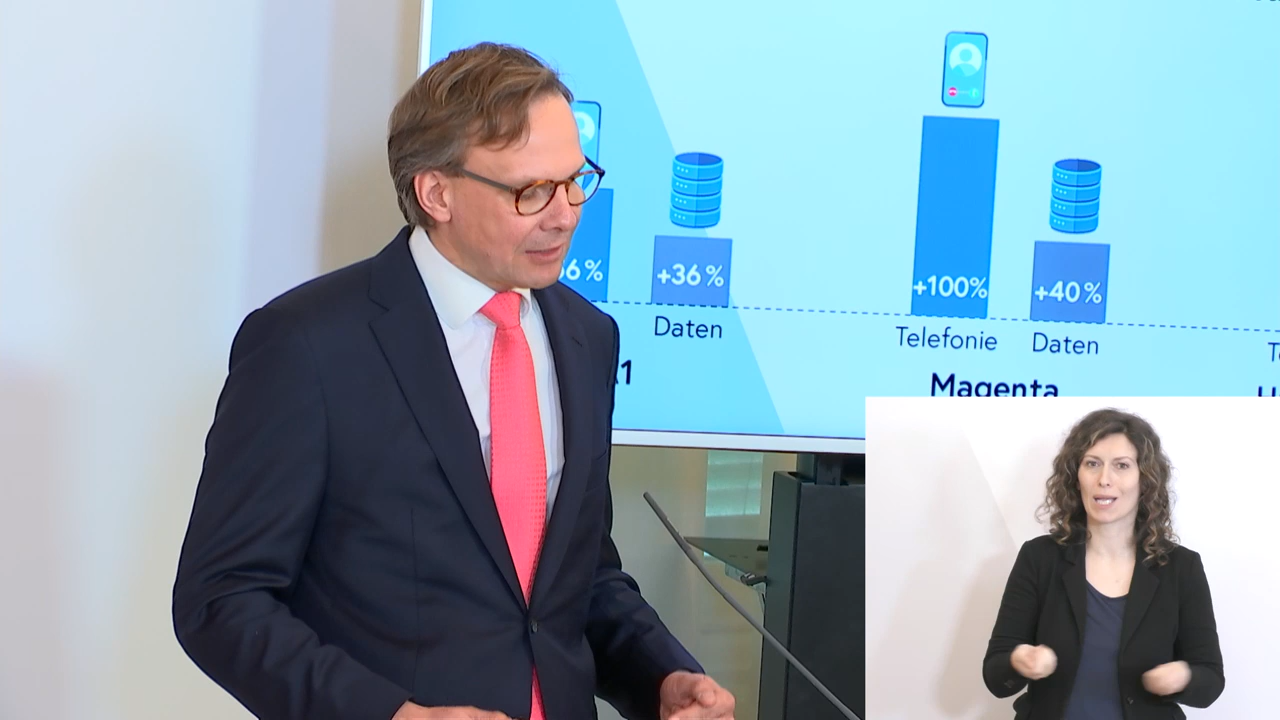 +36 %
+100%
+40 %
Daten
Telefonie
Daten
Magenta